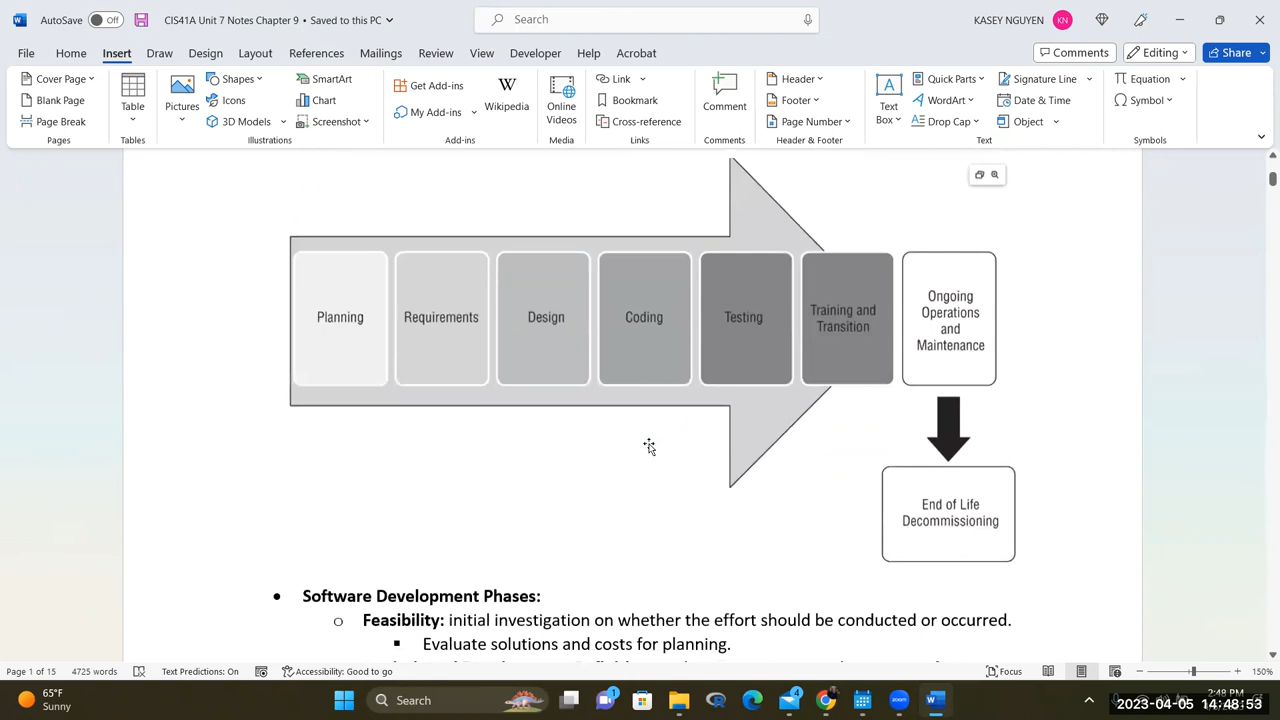 AutoSave Off CIS41A Unit 7 Notes Chapter 9 • Saved to this PC Search KASEY NGUYEN KN
File Home Insert Draw Design Layout References Mailings Review View Developer Help Acrobat Comments Editing Share
Cover Page
Blank Page
Page Break
Pages
Table
Tables
Pictures
Shapes
Icons
3D Models
SmartArt
Chart
Screenshot
Illustrations
Get Add-ins
My Add-ins
W
Wikipedia
Add-ins
Online
Videos
Media
Link
Bookmark
Cross-reference
Links
Comment
Comments
Header
Footer
Page Number
Header & Footer
Text
Box
Quick Parts
WordArt
Drop Cap
Signature Line
Date & Time
Object
Text
Equation
Symbol
Symbols
Planning
Requirements
Design
Coding
Testing
Training and
Transition
Ongoing
Operations
and
Maintenance
End of Life
Decommissioning
• Software Development Phases:
o Feasibility: initial investigation on whether the effort should be conducted or occurred.
▪ Evaluate solutions and costs for planning.
Page 1 of 15 4725 words Text Predictions: On Accessibility: Good to go Focus 150%
65°F
Sunny
Search
1
4
2:48 PM
2023-04-05 14:48:53